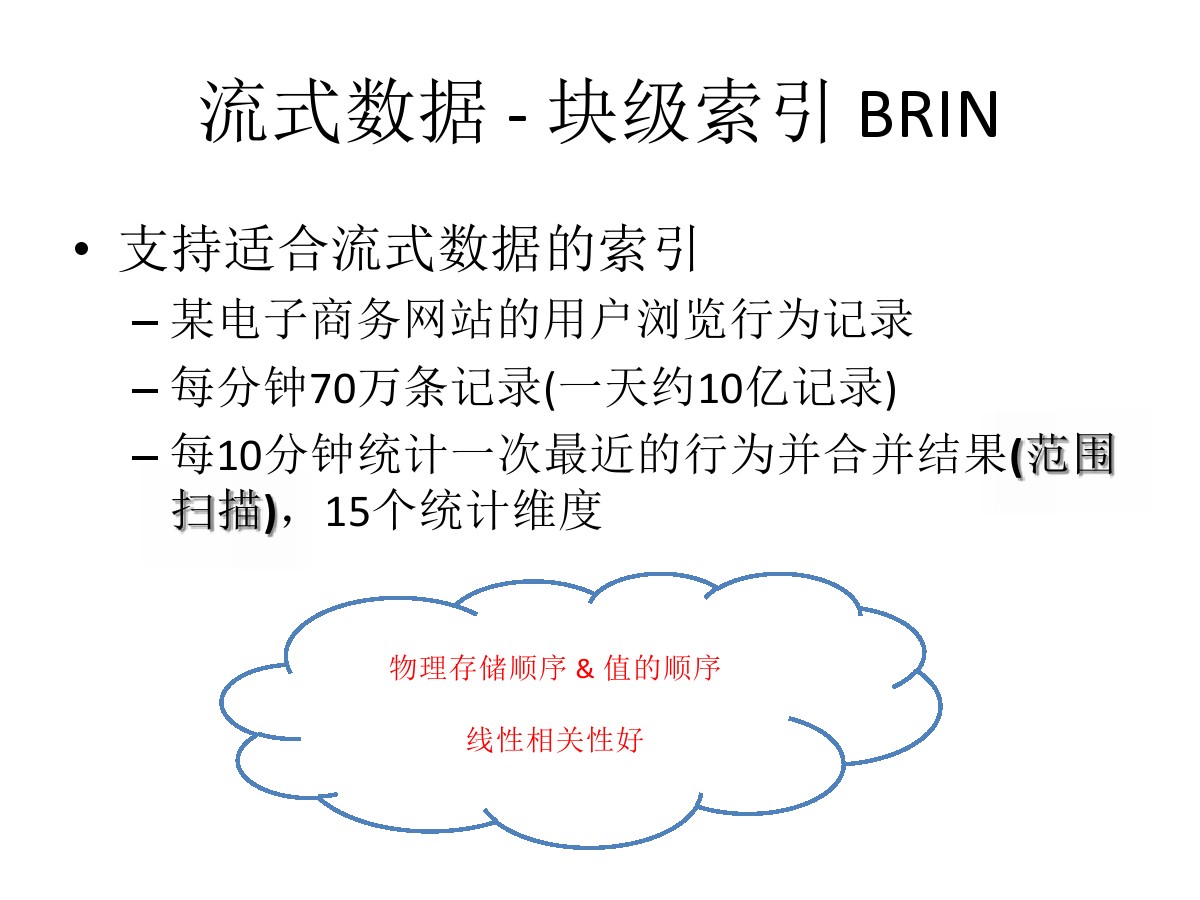 流式数据 - 块级索引 BRIN
• 支持适合流式数据的索引
– 某电子商务网站的用户浏览行为记录
– 每分钟70万条记录(一天约10亿记录)
– 每10分钟统计一次最近的行为并合并结果(范围
扫描)，15个统计维度
物理存储顺序 & 值的顺序
线性相关性好